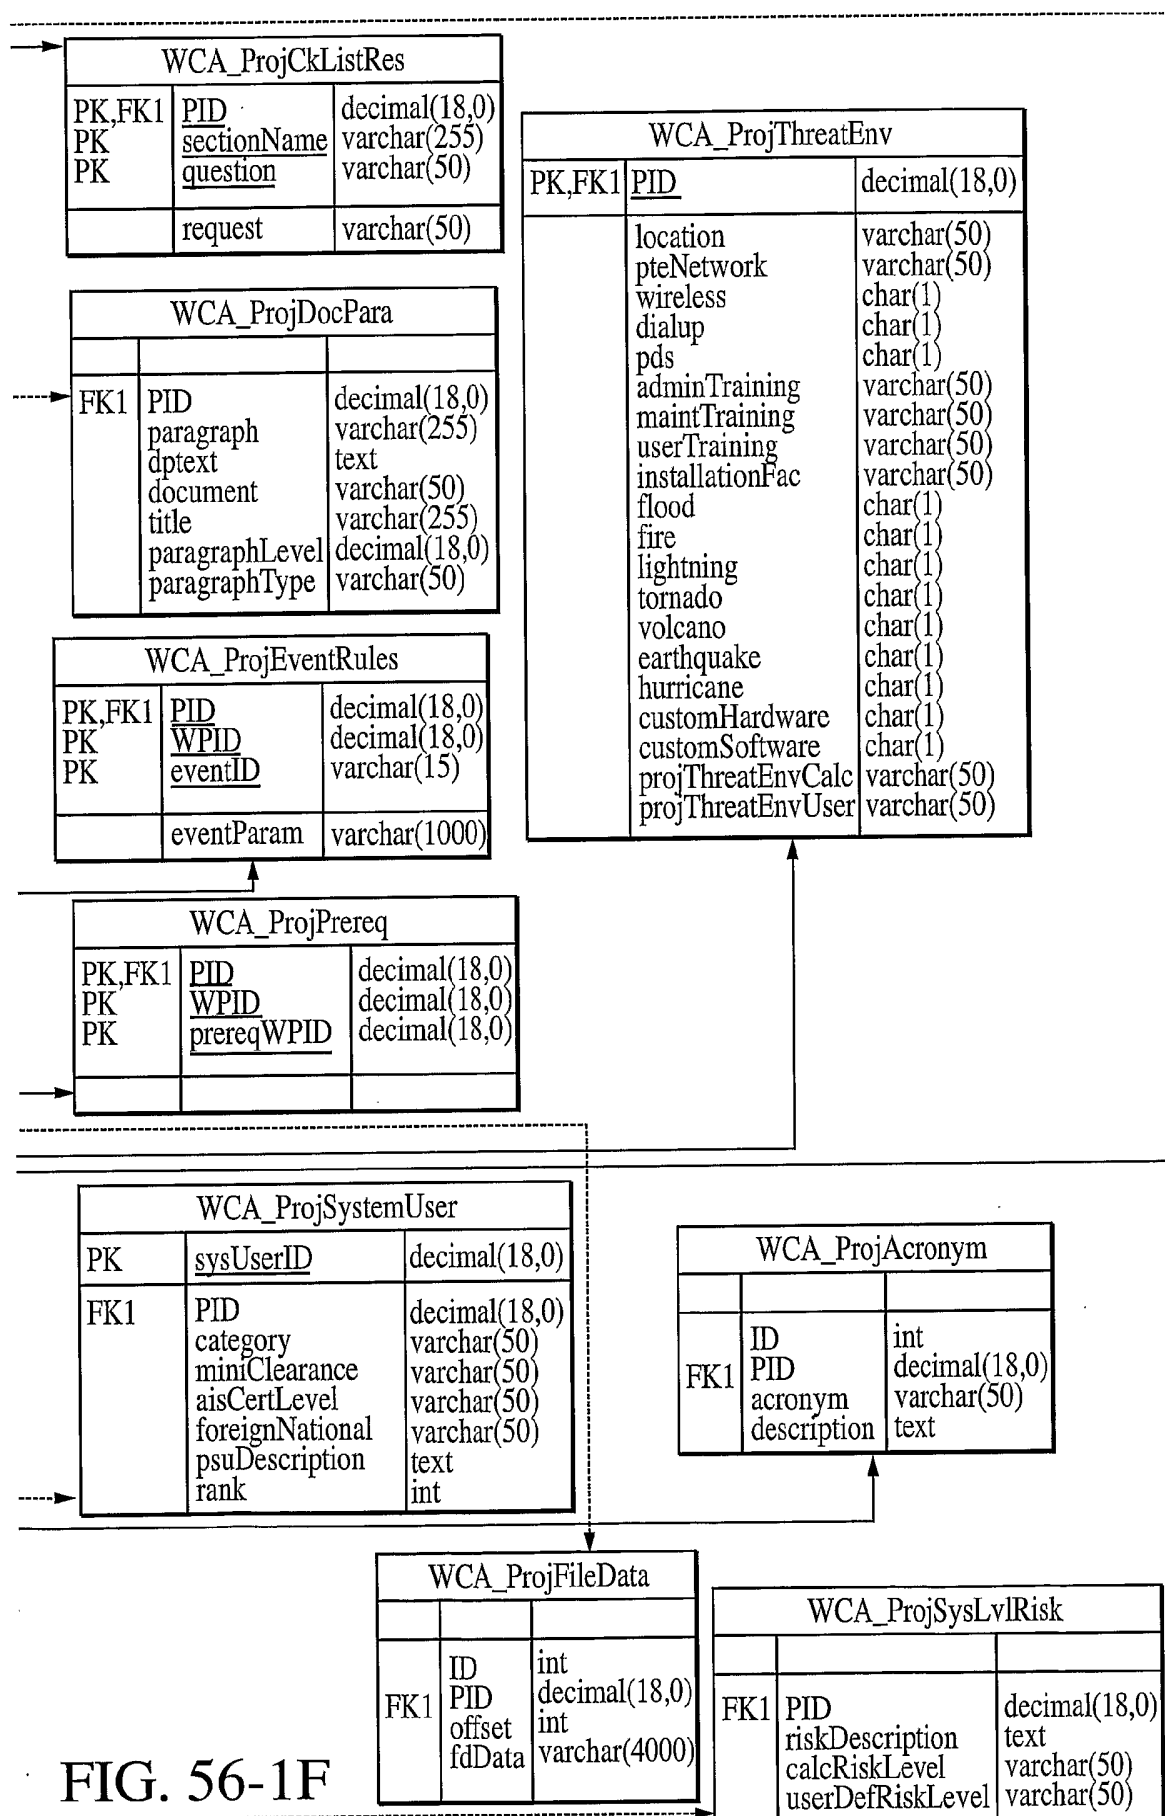 WCA_ProjCkListRes
PK,FK1 PID decimal(18,0)
PK sectionName varchar(255)
PK question varchar(50)
request varchar(50)
WCA_ProjThreatEnv
PK,FK1 PID decimal(18,0)
location varchar(50)
pteNetwork varchar(50)
wireless char(1)
dialup char(1)
pds char(1)
adminTraining varchar(50)
maintTraining varchar(50)
userTraining varchar(50)
installationFac varchar(50)
flood char(1)
fire char(1)
lightning char(1)
tornado char(1)
volcano char(1)
earthquake char(1)
hurricane char(1)
customHardware char(1)
customSoftware char(1)
projThreatEnvCalc varchar(50)
projThreatEnvUser varchar(50)
WCA_ProjDocPara
FK1 PID decimal(18,0)
paragraph varchar(255)
dptext text
document varchar(50)
title varchar(255)
paragraphLevel decimal(18,0)
paragraphType varchar(50)
WCA_ProjEventRules
PK,FK1 PID decimal(18,0)
PK WPID decimal(18,0)
PK eventID varchar(15)
eventParam varchar(1000)
WCA_ProjPrereq
PK,FK1 PID decimal(18,0)
PK WPID decimal(18,0)
PK prereqWPID decimal(18,0)
WCA_ProjSystemUser
PK sysUserID decimal(18,0)
FK1 PID decimal(18,0)
category varchar(50)
miniClearance varchar(50)
aisCertLevel varchar(50)
foreignNational varchar(50)
psuDescription text
rank int
WCA_ProjAcronym
ID int
FK1 PID decimal(18,0)
acronym varchar(50)
description text
WCA_ProjFileData
ID int
FK1 PID decimal(18,0)
offset int
fdData varchar(4000)
WCA_ProjSysLvlRisk
FK1 PID decimal(18,0)
riskDescription text
calcRiskLevel varchar(50)
userDefRiskLevel varchar(50)
FIG. 56-1F